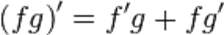 (fg)′ = f′g + fg′